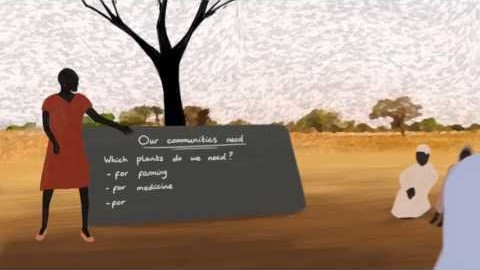 Our communities need
Which plants do we need?
- for farming
- for medicine
- for